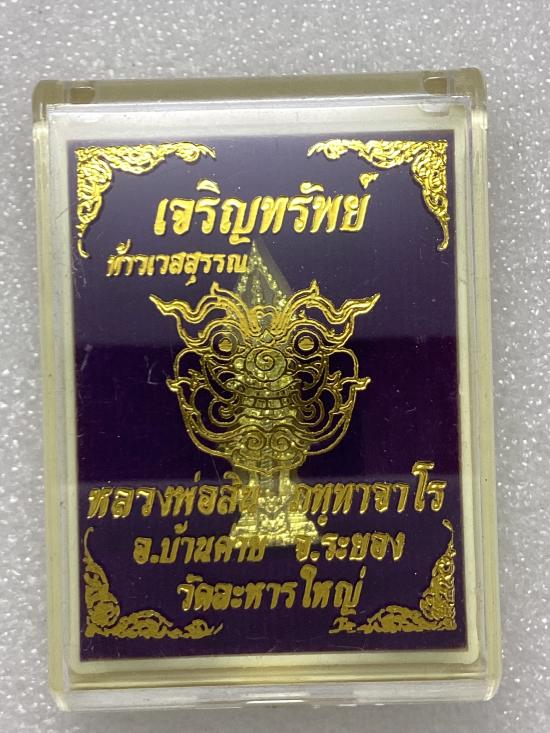 เจริญทรัพย์
ท้าวเวสสุวรรณ
หลวงพ่อสิน ภทฺทาจาโร
อ.บ้านค่าย จ.ระยอง
วัดละหารใหญ่